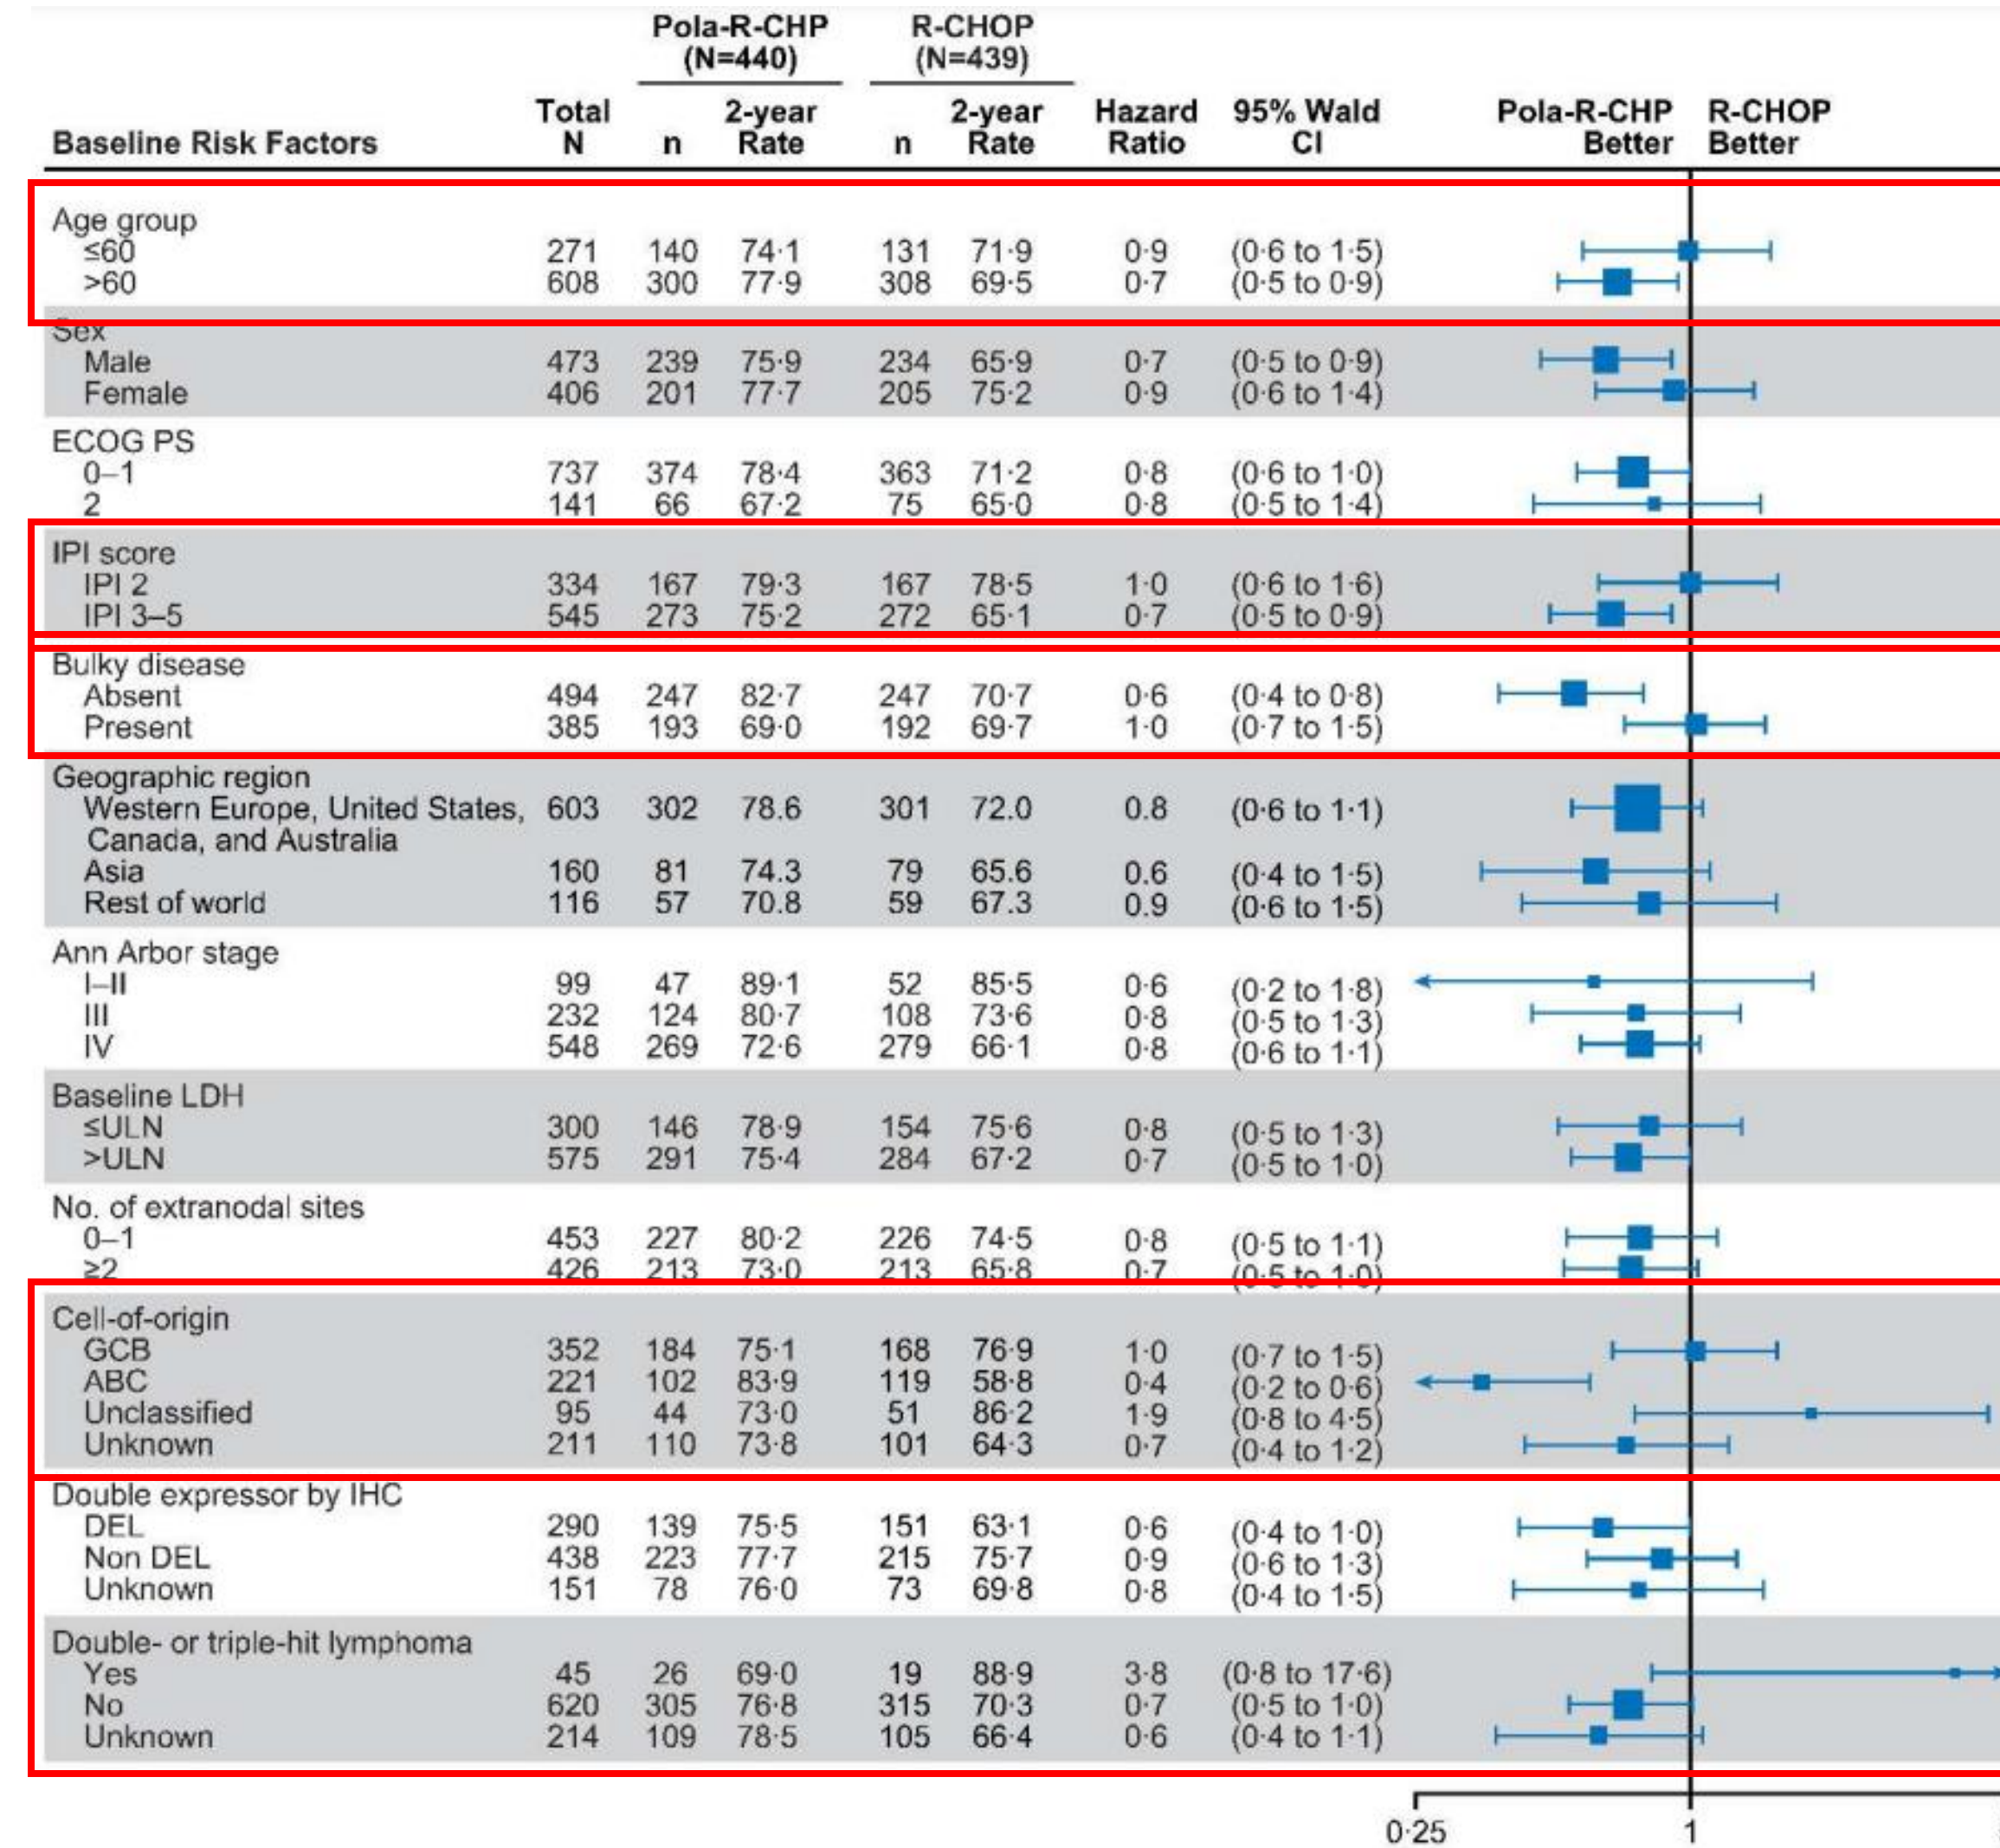 Pola-R-CHP R-CHOP
(N=440) (N=439)
Total 2-year 2-year Hazard 95% Wald Pola-R-CHP R-CHOP
Baseline Risk Factors N n Rate n Rate Ratio CI Better Better
Age group
≤60 271 140 74·1 131 71·9 0·9 (0·6 to 1·5)
>60 608 300 77·9 308 69·5 0·7 (0·5 to 0·9)
Sex
Male 473 239 75·9 234 65·9 0·7 (0·5 to 0·9)
Female 406 201 77·7 205 75·2 0·9 (0·6 to 1·4)
ECOG PS
0–1 737 374 78·4 363 71·2 0·8 (0·6 to 1·0)
2 141 66 67·2 75 65·0 0·8 (0·5 to 1·4)
IPI score
IPI 2 334 167 79·3 167 78·5 1·0 (0·6 to 1·6)
IPI 3–5 545 273 75·2 272 65·1 0·7 (0·5 to 0·9)
Bulky disease
Absent 494 247 82·7 247 70·7 0·6 (0·4 to 0·8)
Present 385 193 69·0 192 69·7 1·0 (0·7 to 1·5)
Geographic region
Western Europe, United States, 603 302 78.6 301 72.0 0.8 (0·6 to 1·1)
Canada, and Australia
Asia 160 81 74.3 79 65.6 0.6 (0·4 to 1·5)
Rest of world 116 57 70.8 59 67.3 0.9 (0·6 to 1·5)
Ann Arbor stage
I–II 99 47 89·1 52 85·5 0·6 (0·2 to 1·8)
III 232 124 80·7 108 73·6 0·8 (0·5 to 1·3)
IV 548 269 72·6 279 66·1 0·8 (0·6 to 1·1)
Baseline LDH
≤ULN 300 146 78·9 154 75·6 0·8 (0·5 to 1·3)
>ULN 575 291 75·4 284 67·2 0·7 (0·5 to 1·0)
No. of extranodal sites
0–1 453 227 80·2 226 74·5 0·8 (0·5 to 1·1)
≥2 426 213 73·0 213 65·8 0·7 (0·5 to 1·0)
Cell-of-origin
GCB 352 184 75·1 168 76·9 1·0 (0·7 to 1·5)
ABC 221 102 83·9 119 58·8 0·4 (0·2 to 0·6)
Unclassified 95 44 73·0 51 86·2 1·9 (0·8 to 4·5)
Unknown 211 110 73·8 101 64·3 0·7 (0·4 to 1·2)
Double expressor by IHC
DEL 290 139 75·5 151 63·1 0·6 (0·4 to 1·0)
Non DEL 438 223 77·7 215 75·7 0·9 (0·6 to 1·3)
Unknown 151 78 76·0 73 69·8 0·8 (0·4 to 1·5)
Double- or triple-hit lymphoma
Yes 45 26 69·0 19 88·9 3·8 (0·8 to 17·6)
No 620 305 76·8 315 70·3 0·7 (0·5 to 1·0)
Unknown 214 109 78·5 105 66·4 0·6 (0·4 to 1·1)
0·25 1